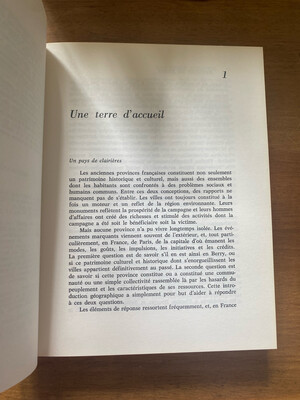 I
Une terre d'accueil
Un pays de clairières
Les anciennes provinces françaises constituent non seulement
un patrimoine historique et culturel, mais aussi des ensembles
dont les habitants sont confrontés à des problèmes sociaux et
humains communs. Entre ces deux conceptions, des rapports ne
manquent pas de s'établir. Les villes ont toujours constitué à la
fois un moteur et un reflet de la région environnante. Leurs
monuments reflètent la prospérité de la campagne et leurs hommes
d'affaires ont créé des richesses et stimulé des activités dont la
campagne a été soit le bénéficiaire soit la victime.
Mais aucune province n'a pu vivre longtemps isolée. Les évé-
nements marquants viennent de l'extérieur, et, tout parti-
culièrement, en France, de Paris, de la capitale d'où émanent les
modes, les goûts, les impulsions, les initiatives et les crédits.
La première question est de savoir s'il en est ainsi en Berry, ou
si ce patrimoine culturel et historique dont s'enorgueillissent les
villes appartient définitivement au passé. La seconde question est
de savoir si cette province constitue ou a constitué une commu-
nauté ou une simple collectivité rassemblée par les hasards du
peuplement et les caractéristiques de ses ressources. Cette intro-
duction géographique a simplement pour but d'aider à répondre
à ces deux questions.
Les éléments de réponse ressortent fréquemment, et, en France